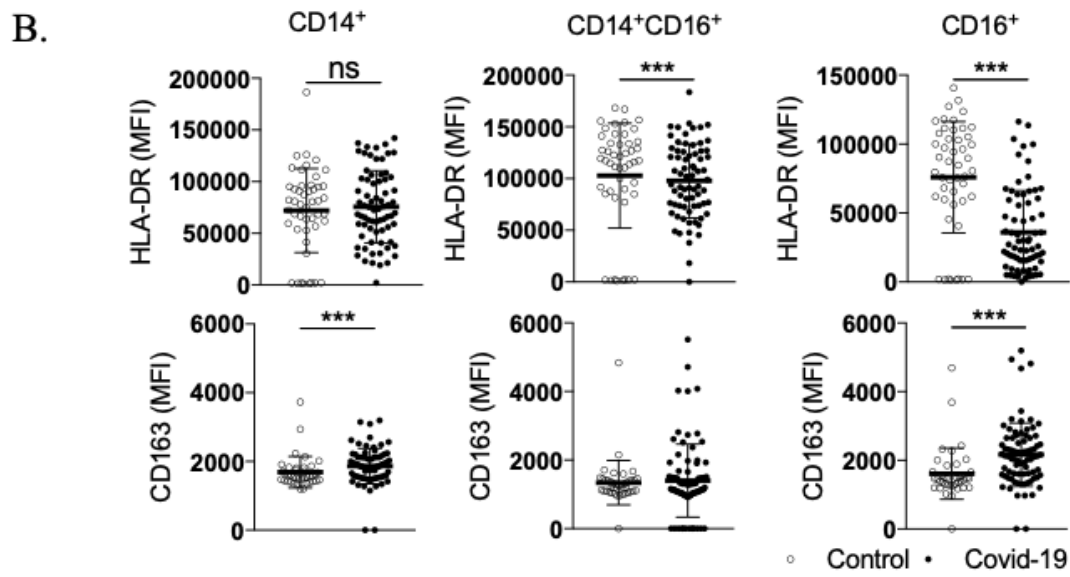 B.
CD14⁺
CD14⁺CD16⁺
CD16⁺
HLA-DR (MFI)
200000
150000
100000
50000
0
ns
HLA-DR (MFI)
200000
150000
100000
50000
0
***
HLA-DR (MFI)
150000
100000
50000
0
***
CD163 (MFI)
6000
4000
2000
0
***
CD163 (MFI)
6000
4000
2000
0
CD163 (MFI)
6000
4000
2000
0
***
○ Control ● Covid-19